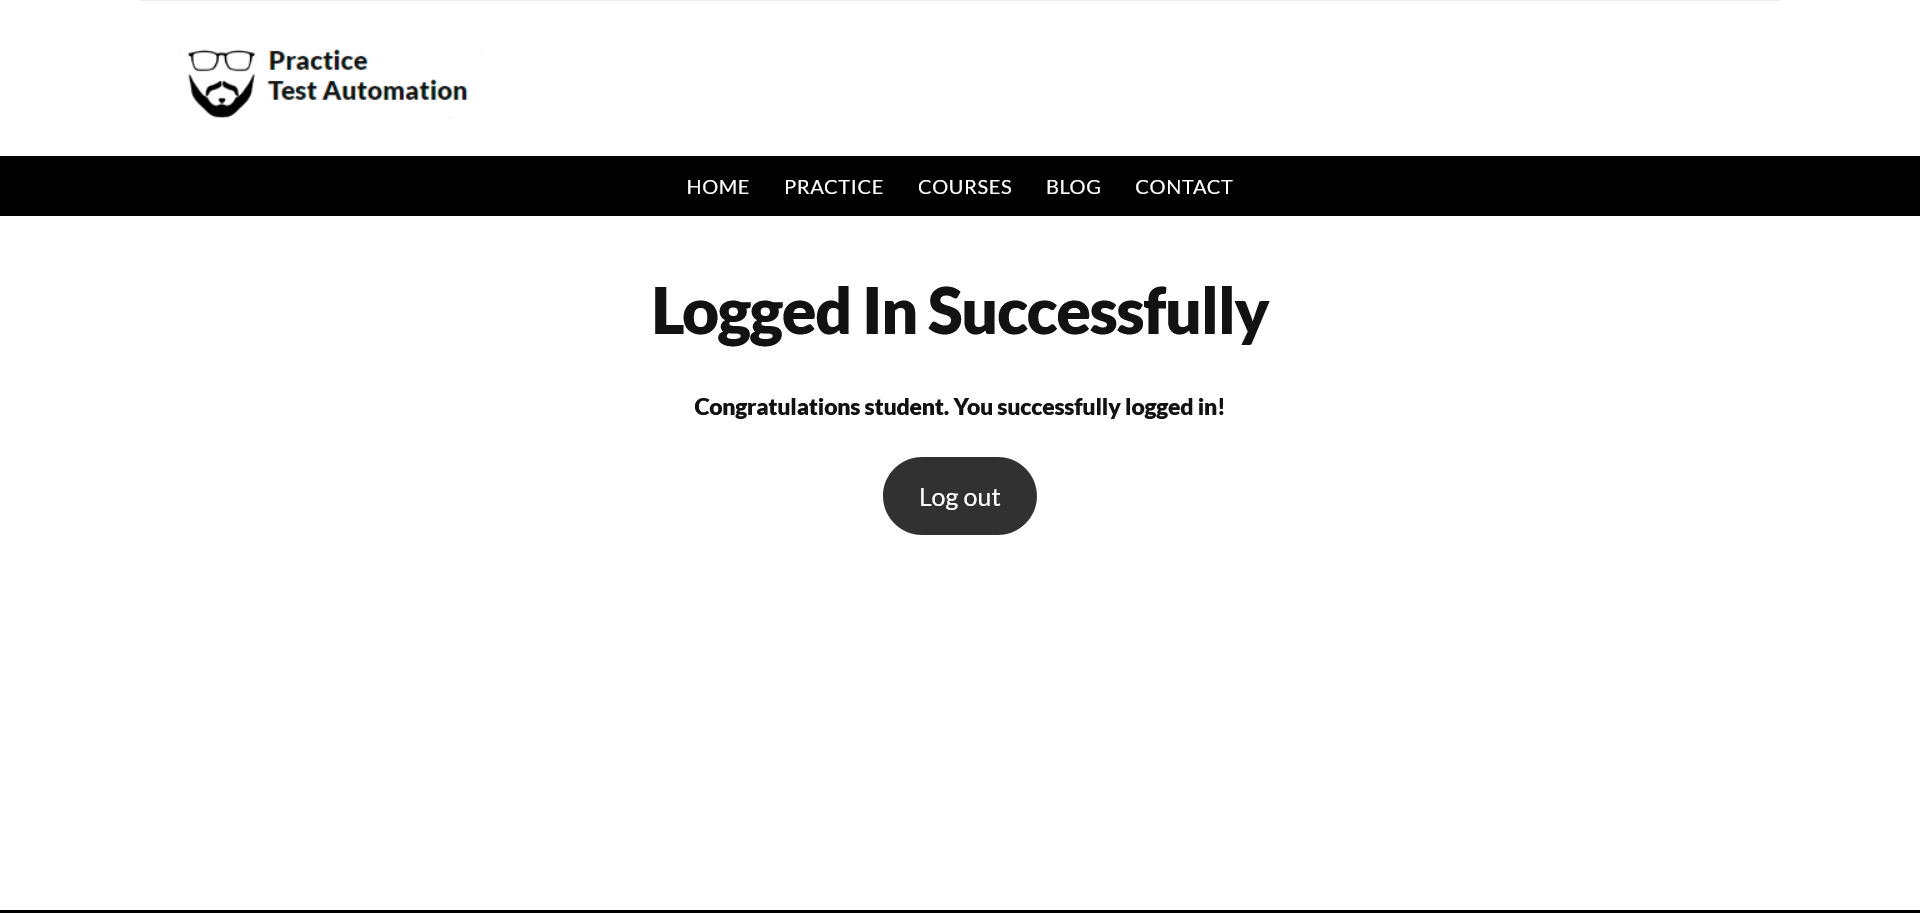 Practice
Test Automation
HOME PRACTICE COURSES BLOG CONTACT
Logged In Successfully
Congratulations student. You successfully logged in!
Log out